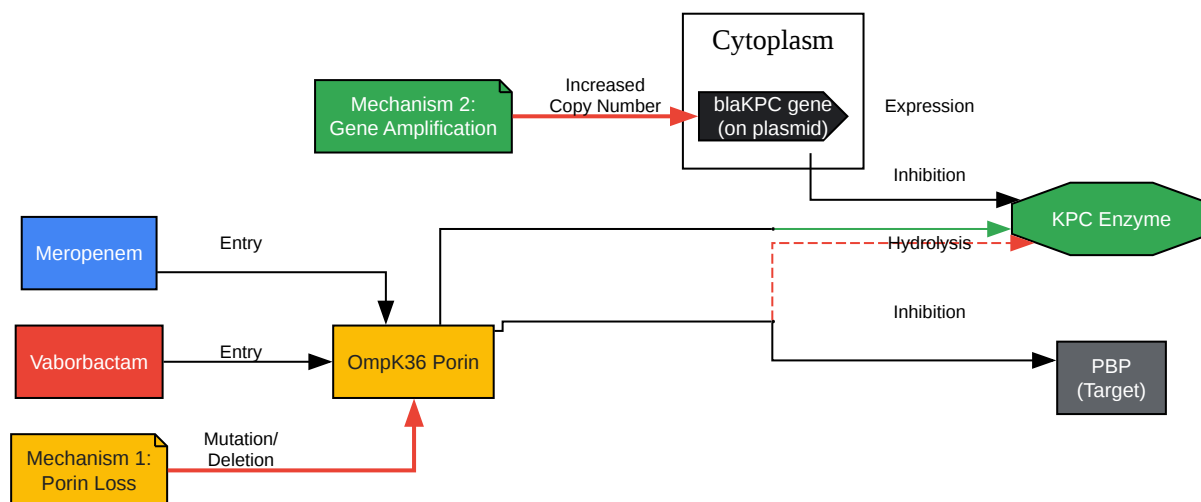 Cytoplasm
Mechanism 2:
Gene Amplification
Increased
Copy Number
blaKPC gene
(on plasmid)
Expression
Inhibition
KPC Enzyme
Meropenem
Entry
Hydrolysis
Vaborbactam
Entry
OmpK36 Porin
Inhibition
PBP
(Target)
Mechanism 1:
Porin Loss
Mutation/
Deletion